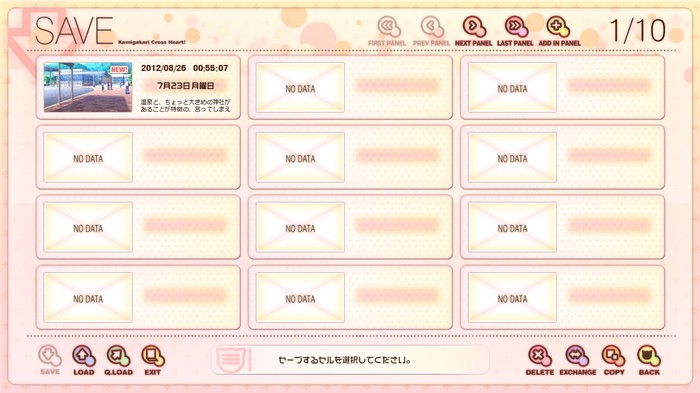 SAVE Kamigakari Cross Heart!
FIRST PANEL PREV PANEL NEXT PANEL LAST PANEL ADD IN PANEL
1/10
NEW!
2012/08/26 00:55:07
7月23日月曜日
温泉と、ちょっと大きめの神社が
あることが特徴の、言ってしまえ
NO DATA NO DATA
NO DATA NO DATA NO DATA
NO DATA NO DATA NO DATA
NO DATA NO DATA NO DATA
SAVE LOAD Q.LOAD EXIT
セーブするセルを選択してください。
DELETE EXCHANGE COPY BACK